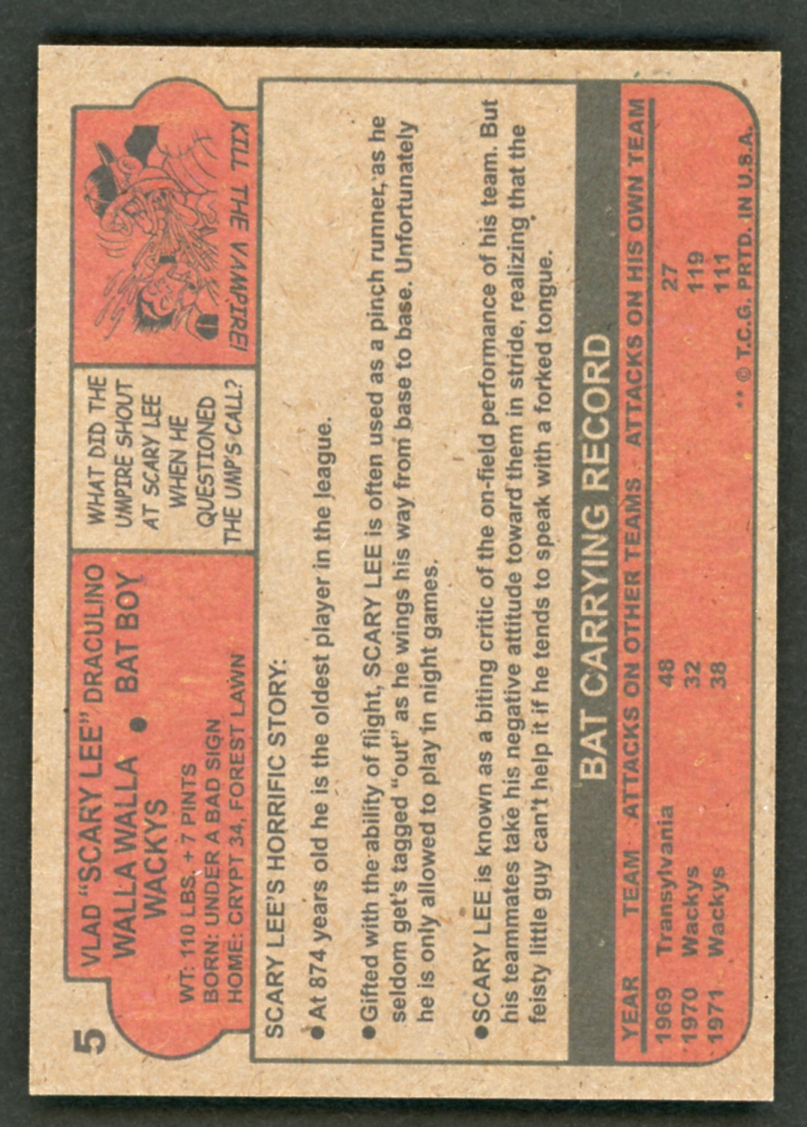 5
VLAD "SCARY LEE" DRACULINO
WALLA WALLA ● BAT BOY
WACKYS
WT: 110 LBS. + 7 PINTS
BORN: UNDER A BAD SIGN
HOME: CRYPT 34, FOREST LAWN
WHAT DID THE
UMPIRE SHOUT
AT SCARY LEE
WHEN HE
QUESTIONED
THE UMP'S CALL?
KILL THE VAMPIRE!
SCARY LEE'S HORRIFIC STORY:
●At 874 years old he is the oldest player in the league.
●Gifted with the ability of flight, SCARY LEE is often used as a pinch runner, as he
seldom get's tagged "out" as he wings his way from base to base. Unfortunately
he is only allowed to play in night games.
●SCARY LEE is known as a biting critic of the on-field performance of his team. But
his teammates take his negative attitude toward them in stride, realizing that the
feisty little guy can't help it if he tends to speak with a forked tongue.
BAT CARRYING RECORD
YEAR TEAM ATTACKS ON OTHER TEAMS ATTACKS ON HIS OWN TEAM
1969 Transylvania 48 27
1970 Wackys 32 119
1971 Wackys 38 111
** © T.C.G. PRTD. IN U.S.A.